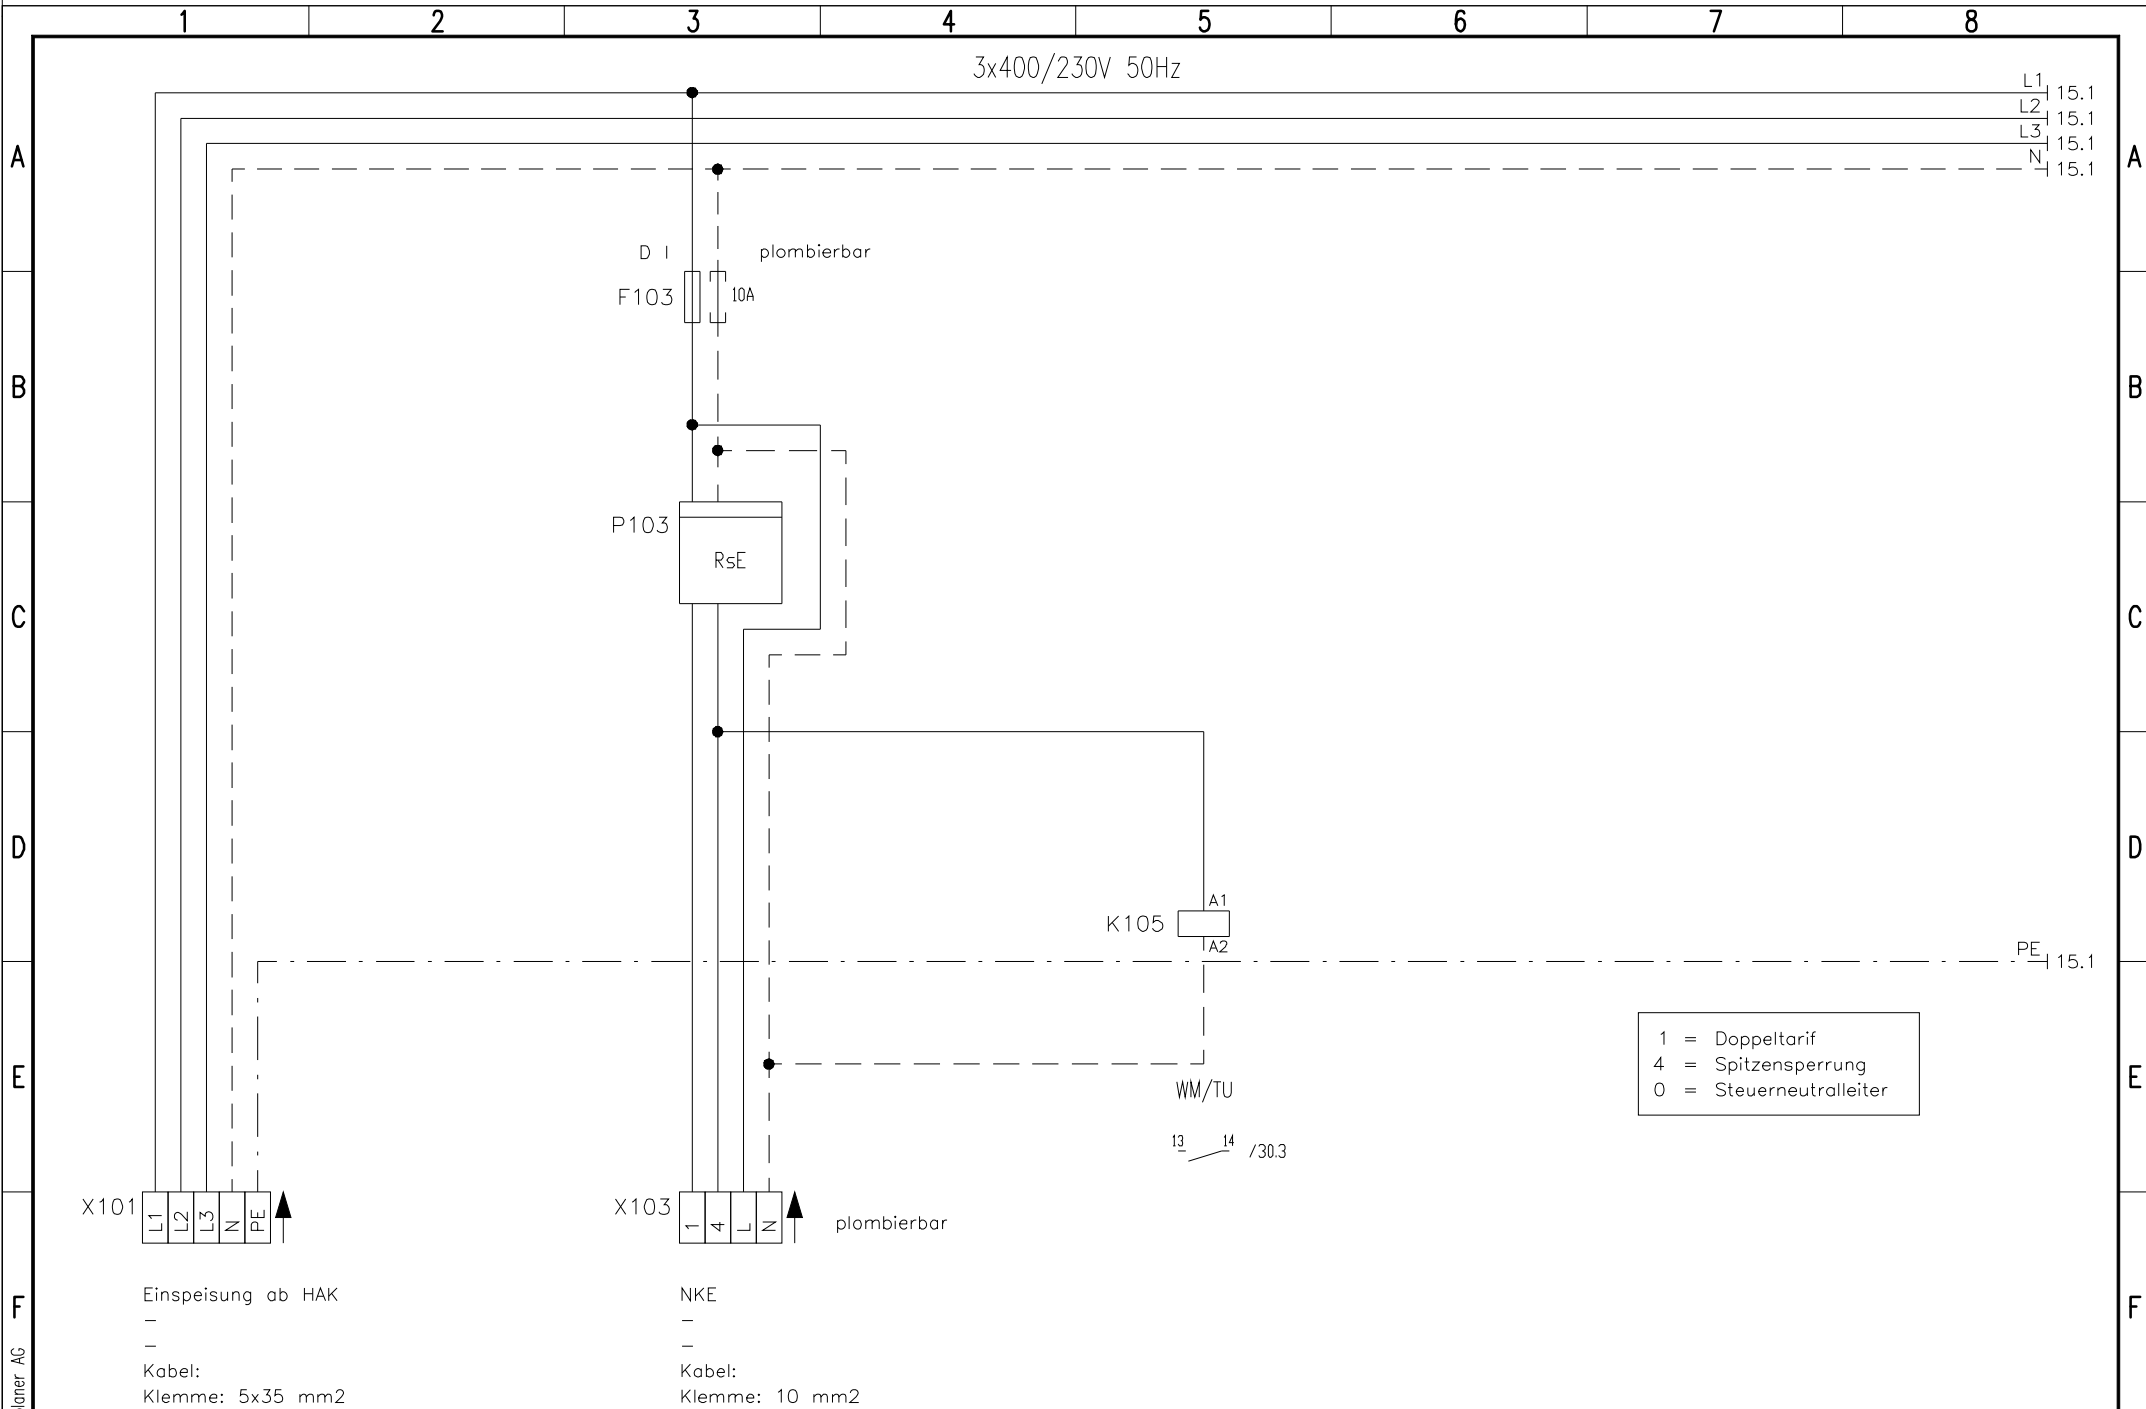 1 2 3 4 5 6 7 8
3x400/230V 50Hz
L1 15.1
L2 15.1
L3 15.1
N 15.1
A A
D I plombierbar
F103 10A
B B
P103
RsE
C C
D D
A1
K105
A2
PE 15.1
1 = Doppeltarif
4 = Spitzensperrung
0 = Steuerneutralleiter
E E
WM/TU
13 14 /30.3
X101 L1 L2 L3 N PE
X103 1 4 L N plombierbar
Einspeisung ab HAK
NKE
F F
–
–
–
–
Kabel:
Kabel:
Klemme: 5x35 mm2
Klemme: 10 mm2
AG